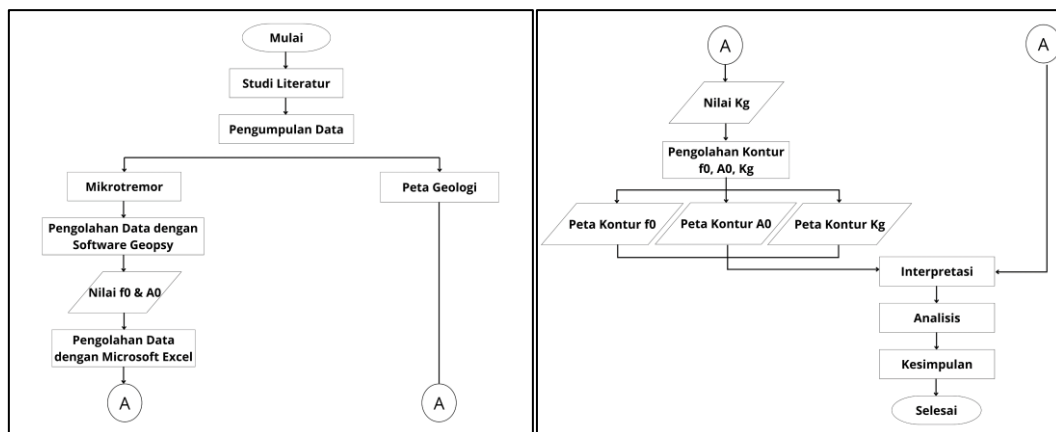 Mulai
Studi Literatur
Pengumpulan Data
Mikrotremor
Peta Geologi
Pengolahan Data dengan
Software Geopsy
Nilai f0 & A0
Pengolahan Data
dengan Microsoft Excel
A
A
A
A
Nilai Kg
Pengolahan Kontur
f0, A0, Kg
Peta Kontur f0
Peta Kontur A0
Peta Kontur Kg
Interpretasi
Analisis
Kesimpulan
Selesai